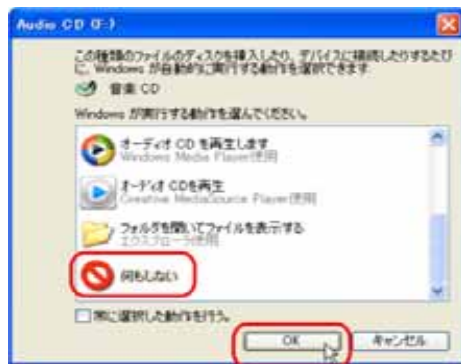 Audio CD (F:)
この種類のファイルのディスクを挿入したり、デバイスに接続したりするたび
に、Windows が自動的に実行する動作を選択できます
音楽 CD
Windows が実行する動作を選んでください。
オーディオ CD を再生します
Windows Media Player使用
オーディオ CDを再生
Creative MediaSource Player使用
フォルダを開いてファイルを表示する
エクスプローラ使用
何もしない
常に選択した動作を行う。
OK
キャンセル